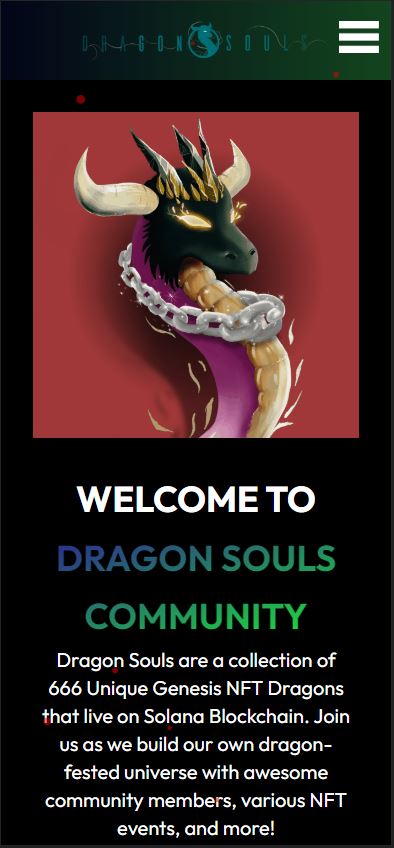 DRAGON SOULS
WELCOME TO
DRAGON SOULS
COMMUNITY
Dragon Souls are a collection of
666 Unique Genesis NFT Dragons
that live on Solana Blockchain. Join
us as we build our own dragon-
fested universe with awesome
community members, various NFT
events, and more!